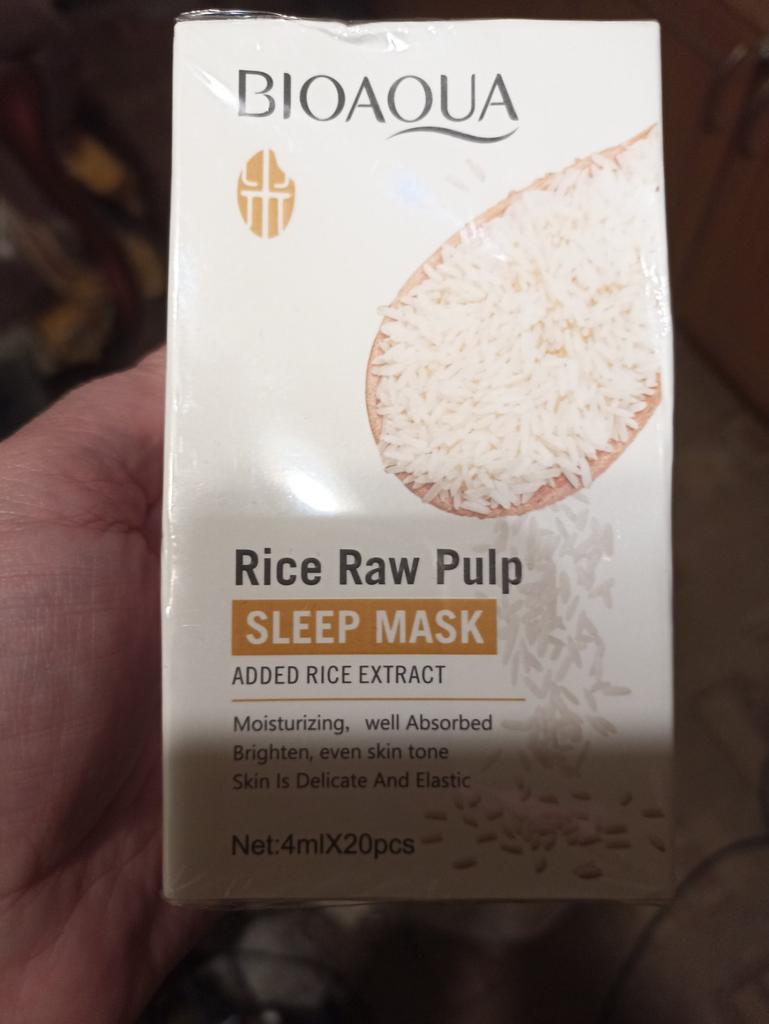 BIOAQUA
Rice Raw Pulp
SLEEP MASK
ADDED RICE EXTRACT
Moisturizing, well Absorbed
Brighten, even skin tone
Skin Is Delicate And Elastic
Net:4mlX20pcs